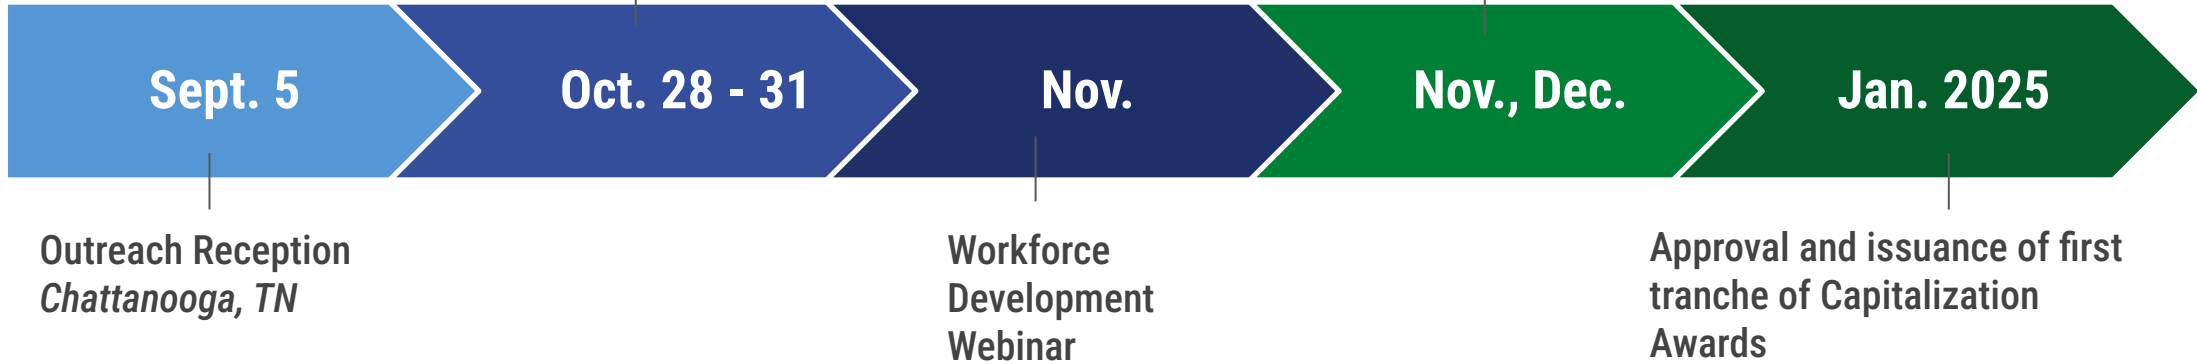 Sept. 5
Oct. 28 - 31
Nov.
Nov., Dec.
Jan. 2025
Outreach Reception
Chattanooga, TN
Workforce
Development
Webinar
Approval and issuance of first
tranche of Capitalization
Awards